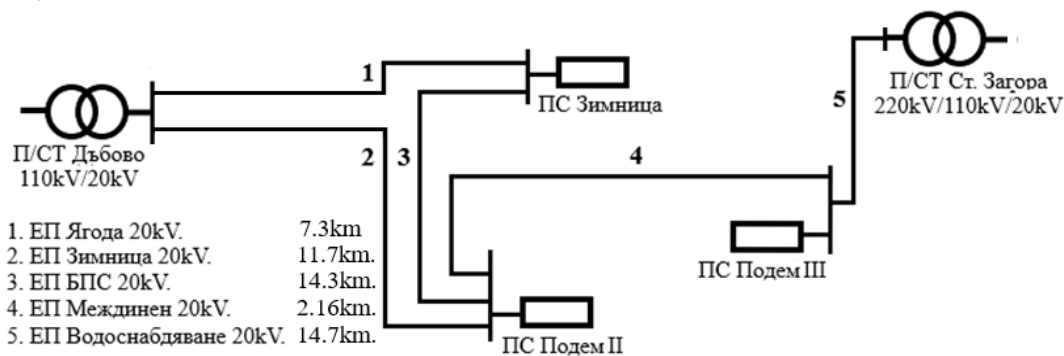 П/СТ Ст. Загора
220kV/110kV/20kV
1
ПС Зимница
5
П/СТ Дъбово
110kV/20kV
2
3
4
1. ЕП Ягода 20kV. 7.3km
2. ЕП Зимница 20kV. 11.7km.
3. ЕП БПС 20kV. 14.3km.
4. ЕП Междинен 20kV. 2.16km.
5. ЕП Водоснабдяване 20kV. 14.7km.
ПС Подем III
ПС Подем II